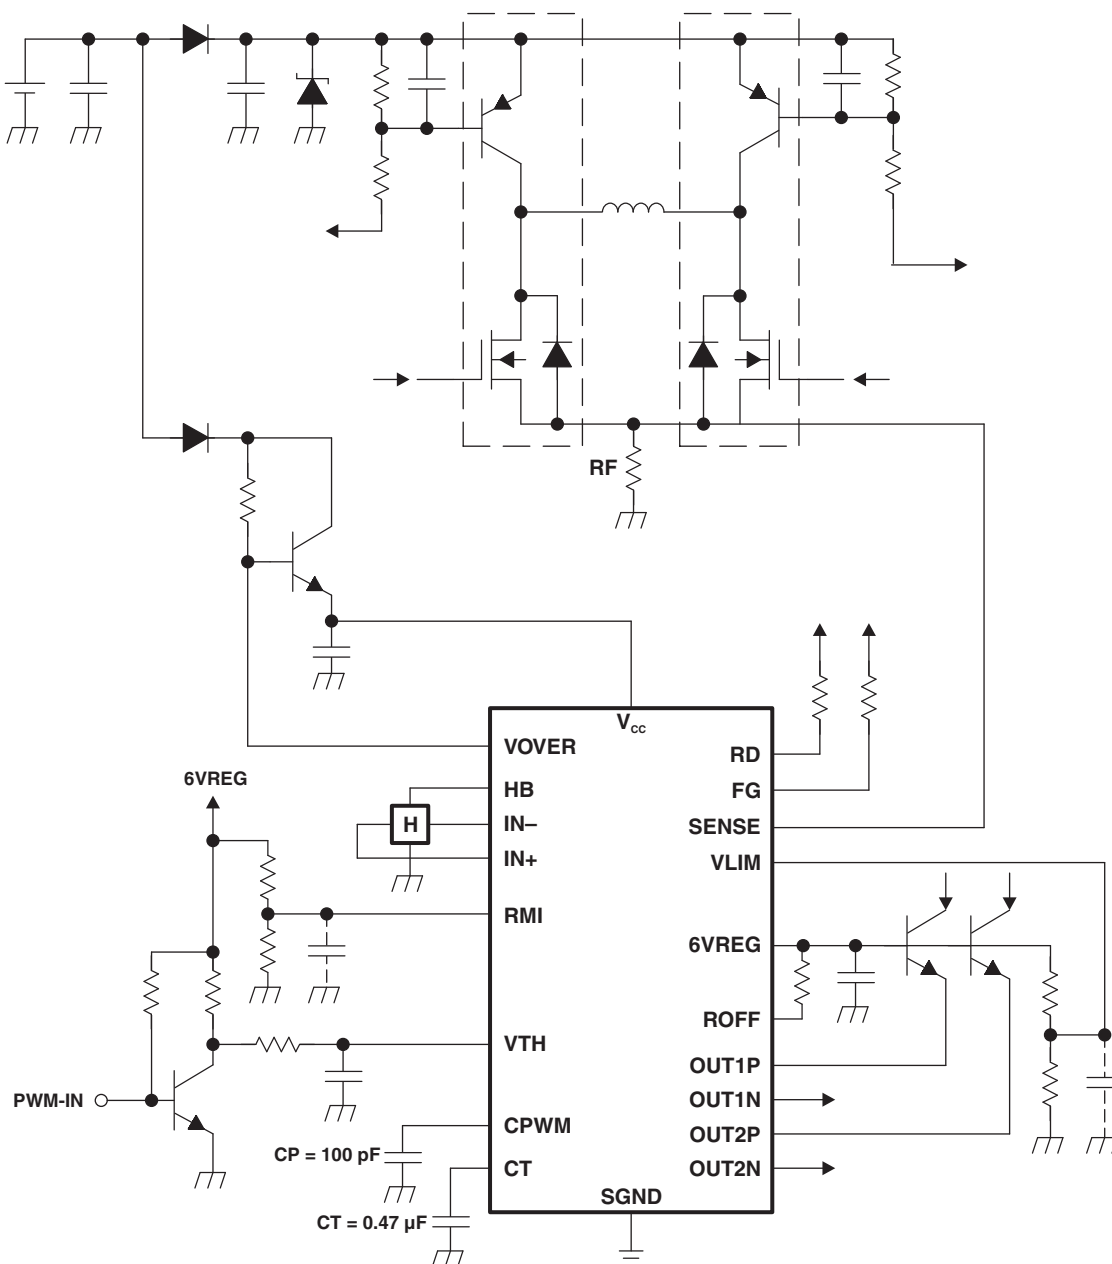 RF
V CC
VOVER
RD
6VREG
HB
FG
H
IN–
SENSE
IN+
VLIM
RMI
6VREG
ROFF
VTH
OUT1P
PWM-IN
OUT1N
CPWM
OUT2P
CP = 100 pF
CT
OUT2N
SGND
CT = 0.47 µF